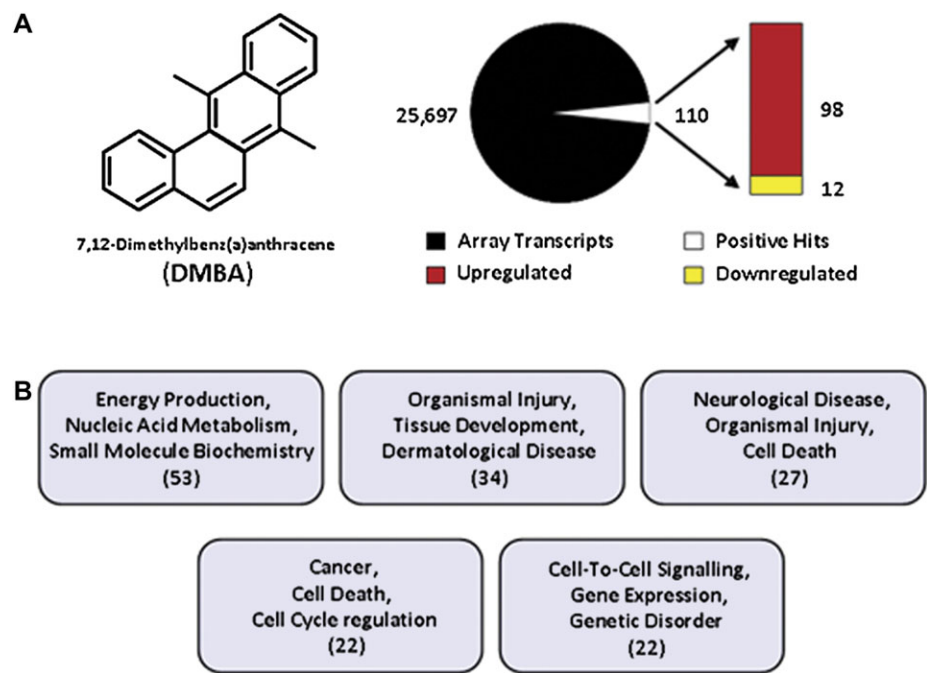 A
25,697
110
98
12
7,12-Dimethylbenz(a)anthracene
(DMBA)
Array Transcripts
Positive Hits
Upregulated
Downregulated
B
Energy Production,
Nucleic Acid Metabolism,
Small Molecule Biochemistry
(53)
Organismal Injury,
Tissue Development,
Dermatological Disease
(34)
Neurological Disease,
Organismal Injury,
Cell Death
(27)
Cancer,
Cell Death,
Cell Cycle regulation
(22)
Cell-To-Cell Signalling,
Gene Expression,
Genetic Disorder
(22)